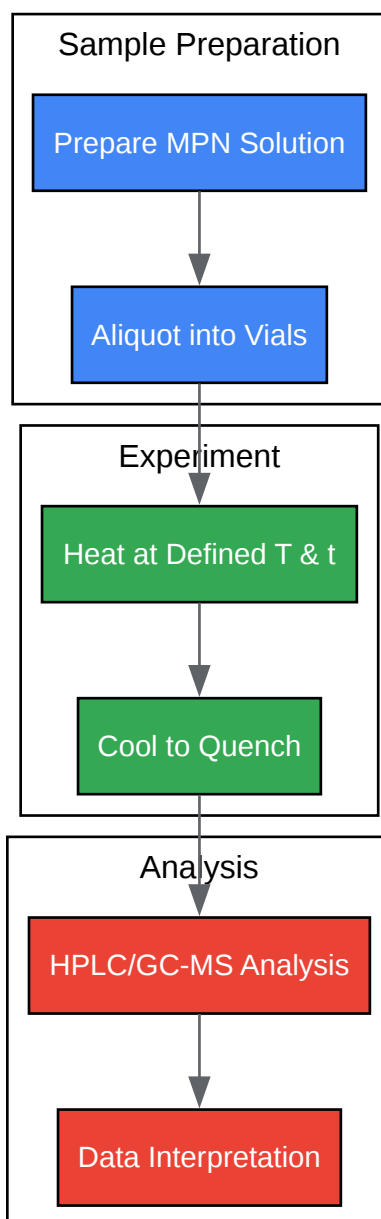 Sample Preparation
Prepare MPN Solution
Aliquot into Vials
Experiment
Heat at Defined T & t
Cool to Quench
Analysis
HPLC/GC-MS Analysis
Data Interpretation